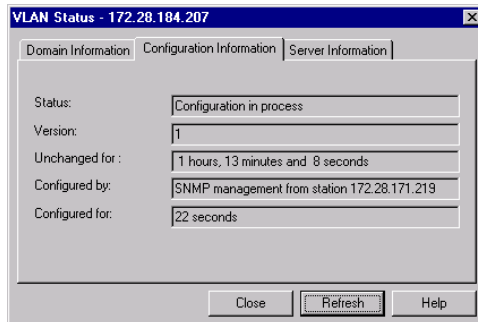 VLAN Status - 172.28.184.207
Domain Information Configuration Information Server Information
Status: Configuration in process
Version: 1
Unchanged for : 1 hours, 13 minutes and 8 seconds
Configured by: SNMP management from station 172.28.171.219
Configured for: 22 seconds
Close Refresh Help